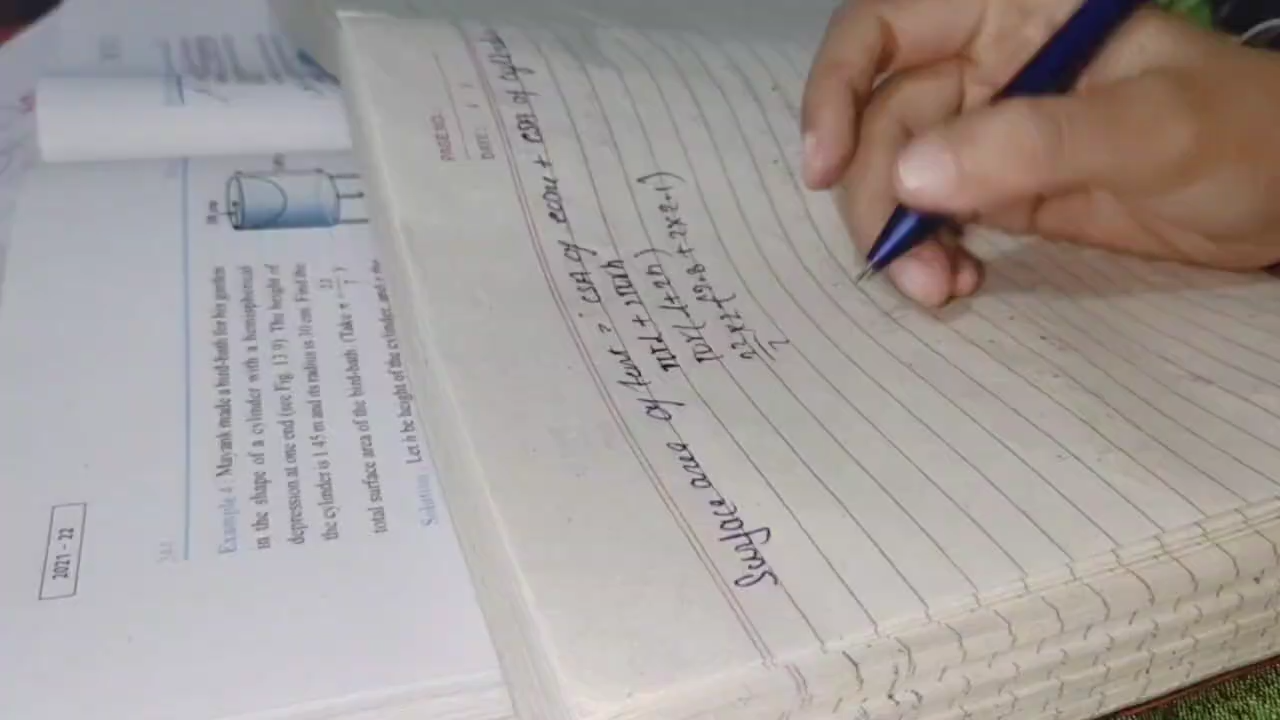 PAGE NO.
DATE: / /
Surface area of tent = CSA of cone + CSA of cylinder
πrl + 2πrh
πr(l+2h)
πr( + 2×2.1)
22×2(
7
2021 – 22
Example 4 : Mayank made a bird-bath for his garden
in the shape of a cylinder with a hemispherical
depression at one end (see Fig. 13.9). The height of
the cylinder is 1.45 m and its radius is 30 cm. Find the
total surface area of the bird-bath. (Take π = 22/7)
Solution : Let h be height of the cylinder, and r the